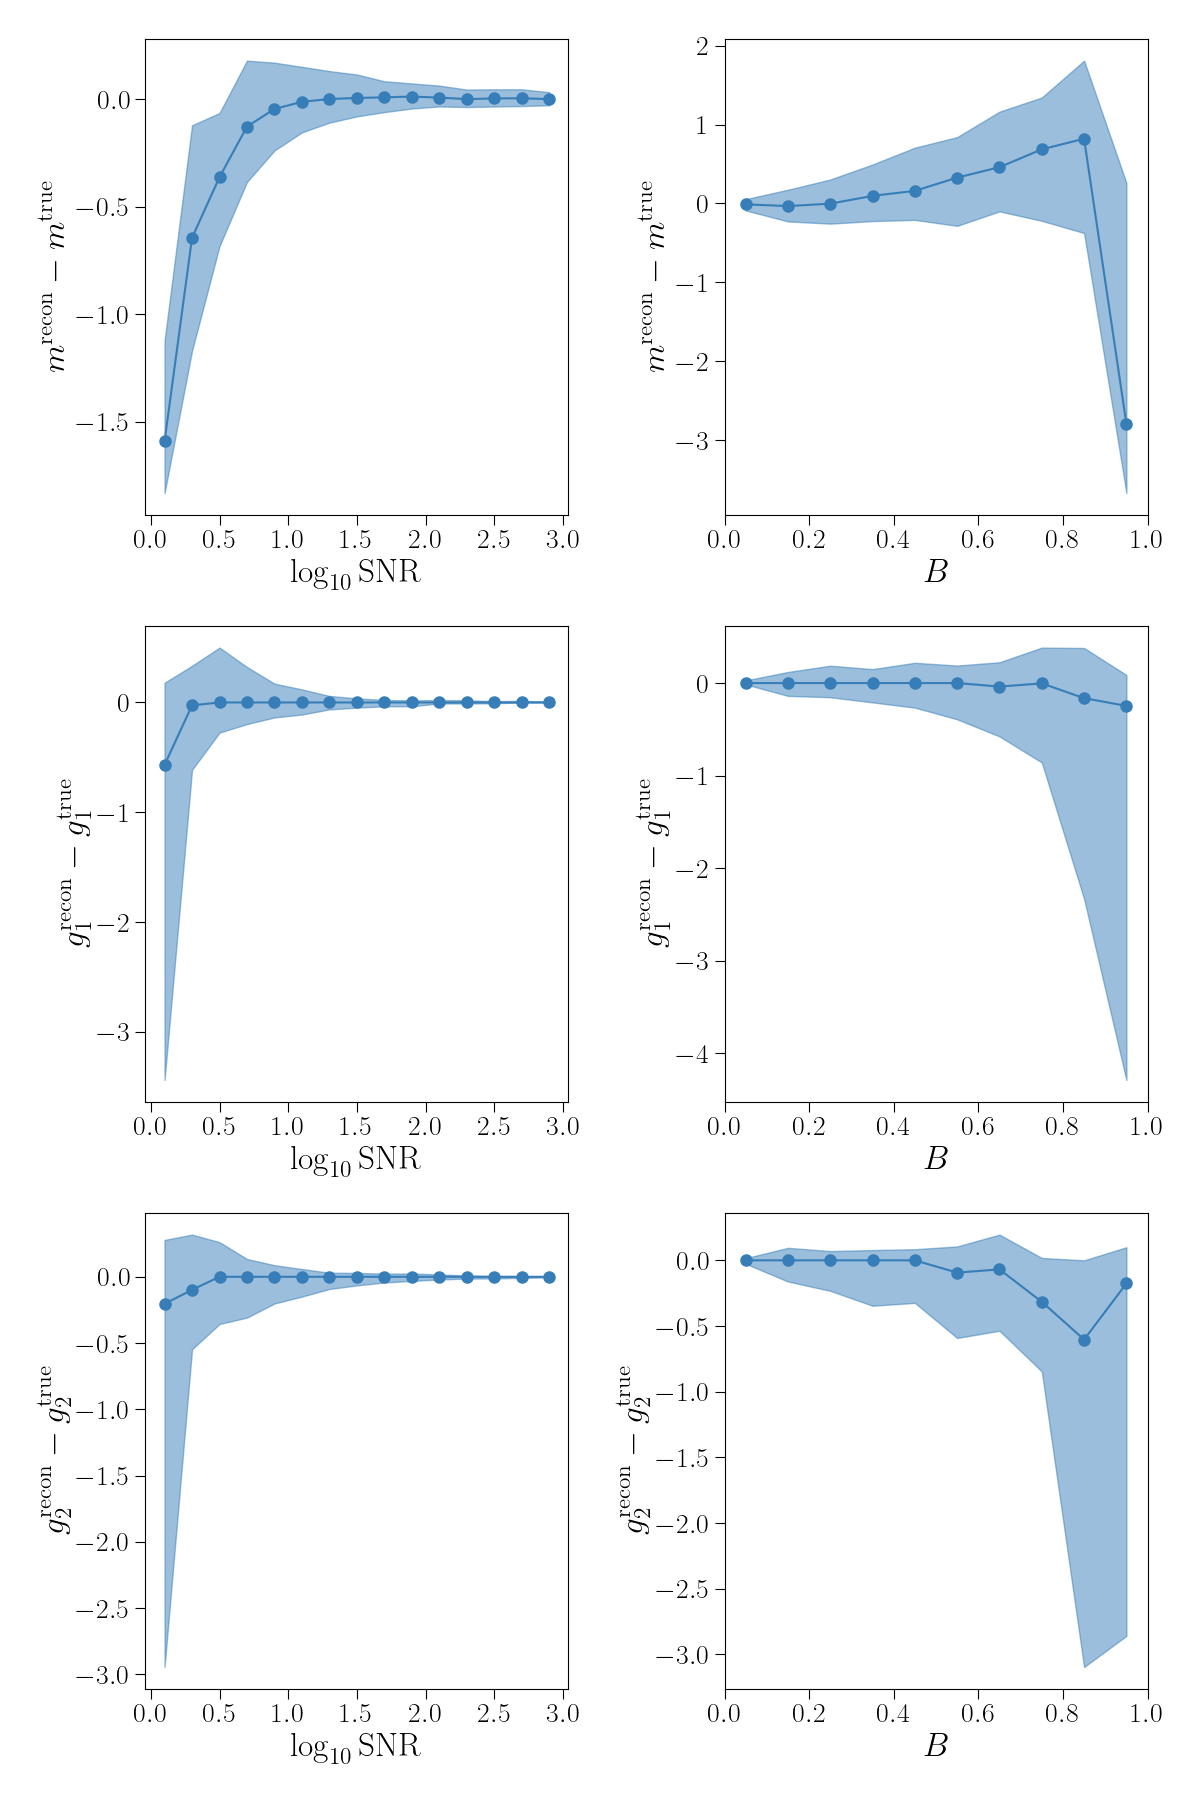 0.0
−0.5
−1.0
−1.5
m^recon − m^true
0.0 0.5 1.0 1.5 2.0 2.5 3.0
log₁₀ SNR
2
1
0
−1
−2
−3
m^recon − m^true
0.0 0.2 0.4 0.6 0.8 1.0
B
0
−1
−2
−3
g₁^recon − g₁^true
0.0 0.5 1.0 1.5 2.0 2.5 3.0
log₁₀ SNR
0
−1
−2
−3
−4
g₁^recon − g₁^true
0.0 0.2 0.4 0.6 0.8 1.0
B
0.0
−0.5
−1.0
−1.5
−2.0
−2.5
−3.0
g₂^recon − g₂^true
0.0 0.5 1.0 1.5 2.0 2.5 3.0
log₁₀ SNR
0.0
−0.5
−1.0
−1.5
−2.0
−2.5
−3.0
g₂^recon − g₂^true
0.0 0.2 0.4 0.6 0.8 1.0
B